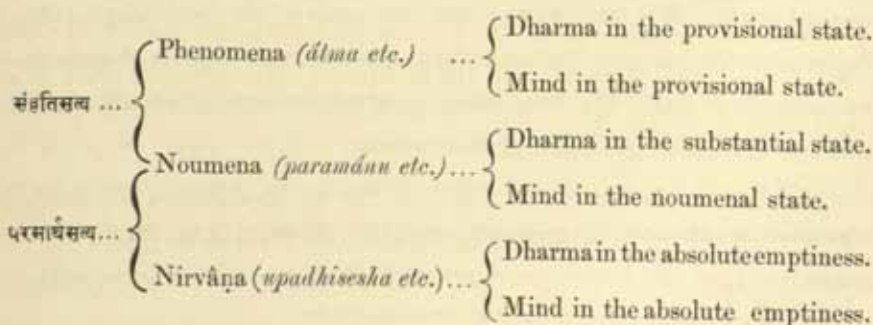 Dharma in the provisional state.
Phenomena (átma etc.) ...
Mind in the provisional state.
संवृतिसत्य ...
Dharma in the substantial state.
Noumena (paramánu etc.)...
Mind in the noumenal state.
परमार्थसत्य...
Dharma in the absolute emptiness.
Nirvâṇa (upadhisesha etc.)...
Mind in the absolute emptiness.